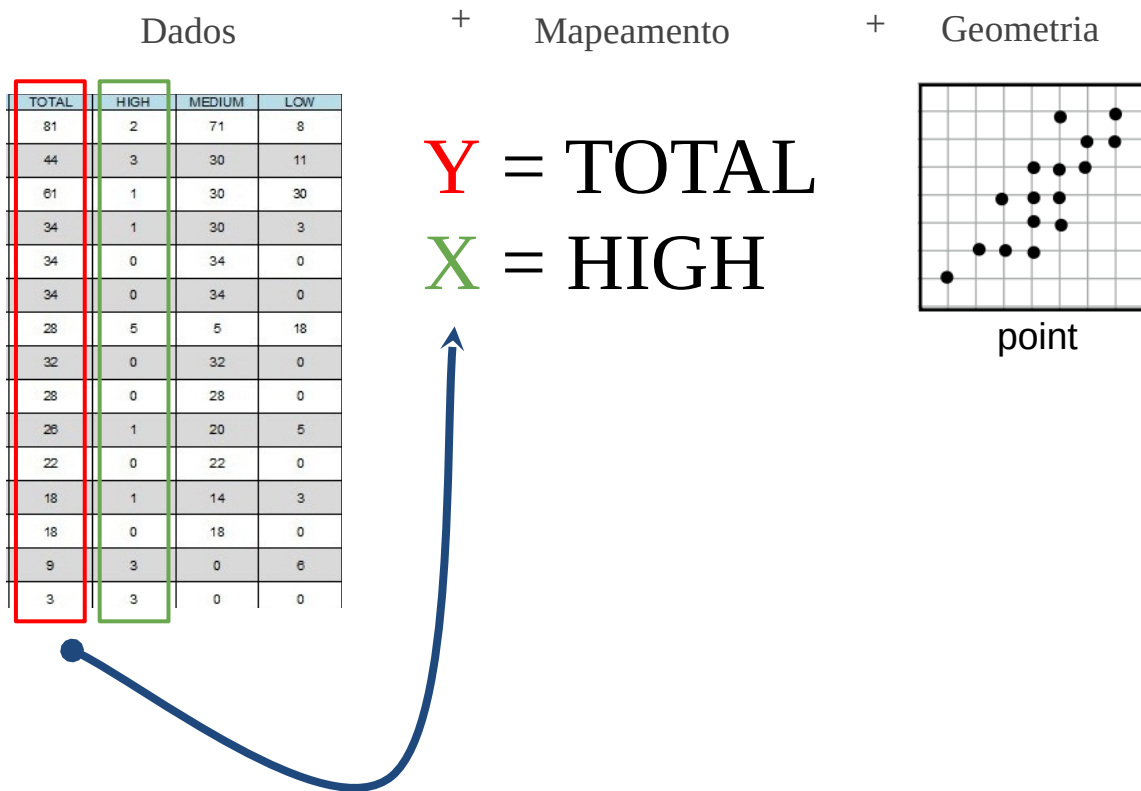 Dados + Mapeamento + Geometria
TOTAL HIGH MEDIUM LOW
81 2 71 8
44 3 30 11
61 1 30 30
34 1 30 3
34 0 34 0
34 0 34 0
28 5 5 18
32 0 32 0
28 0 28 0
26 1 20 5
22 0 22 0
18 1 14 3
18 0 18 0
9 3 0 6
3 3 0 0
Y = TOTAL
X = HIGH
point